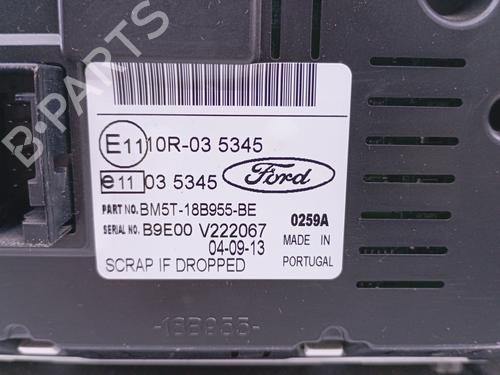 E11 10R-03 5345
e11 03 5345 Ford
PART NO. BM5T-18B955-BE 0259A
SERIAL NO. B9E00 V222067 MADE IN
04-09-13 PORTUGAL
SCRAP IF DROPPED
-18B955-
B-PARTS